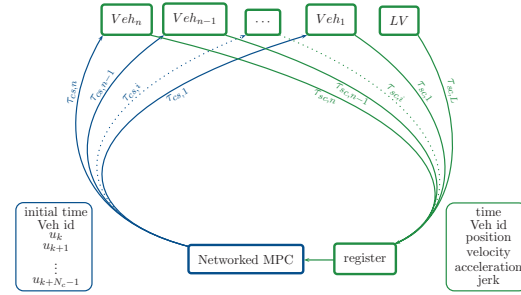 Veh_n Veh_{n−1} ... Veh_1 LV
τ_{cs,n} τ_{cs,n−1} τ_{cs,i} τ_{cs,1} τ_{sc,n} τ_{sc,n−1} τ_{sc,i} τ_{sc,1} τ_{sc,L}
initial time
Veh id
u_k
u_{k+1}
⋮
u_{k+N_c−1}
Networked MPC
register
time
Veh id
position
velocity
acceleration
jerk